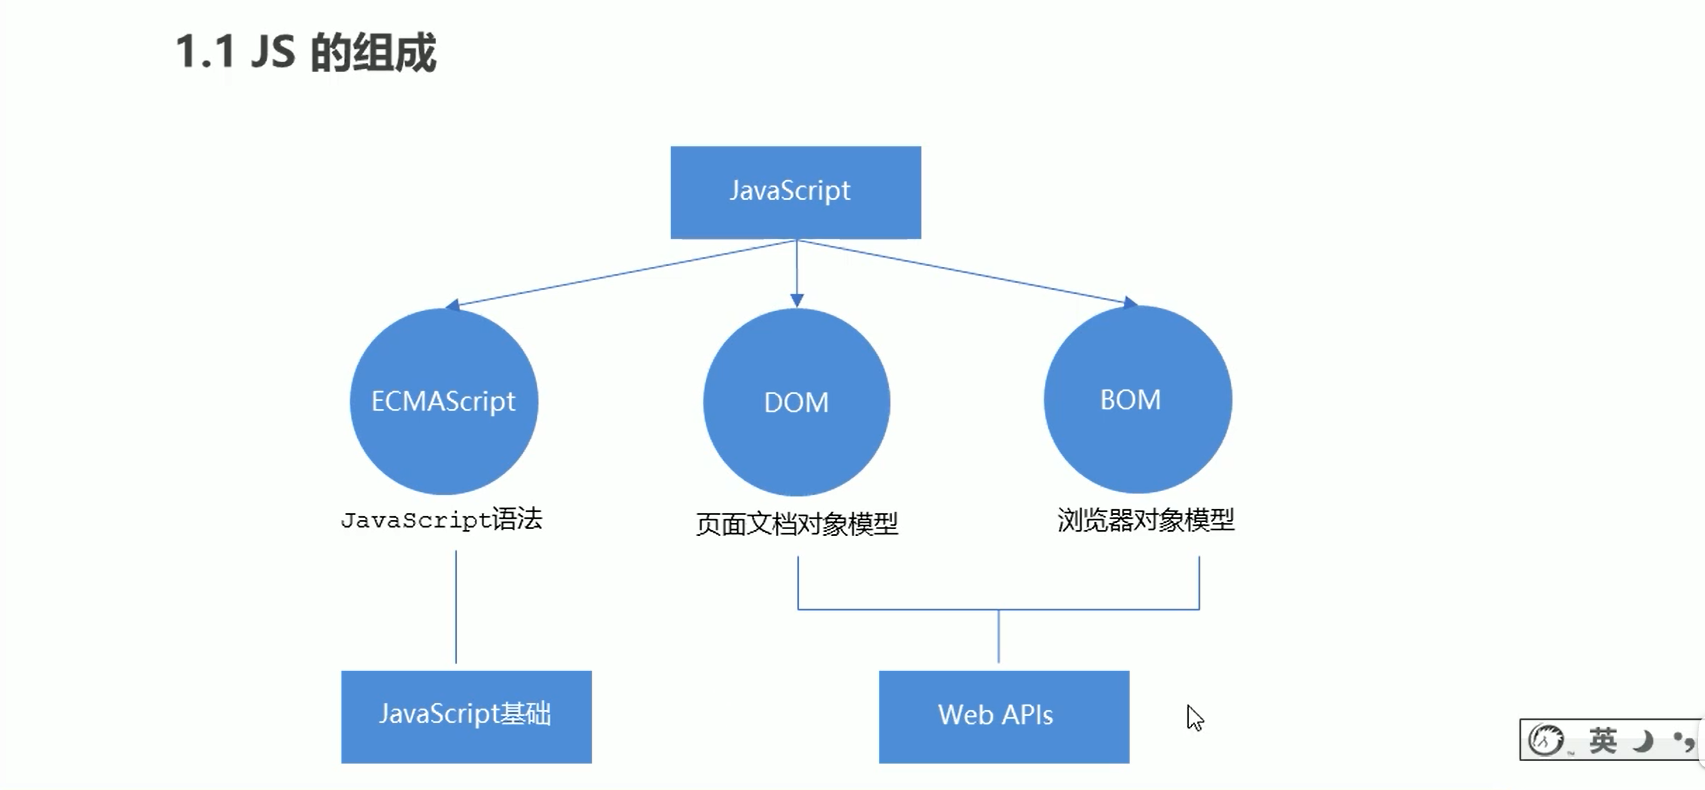 1.1 JS 的组成
JavaScript
ECMAScript
DOM
BOM
JavaScript语法
页面文档对象模型
浏览器对象模型
JavaScript基础
Web APIs
英